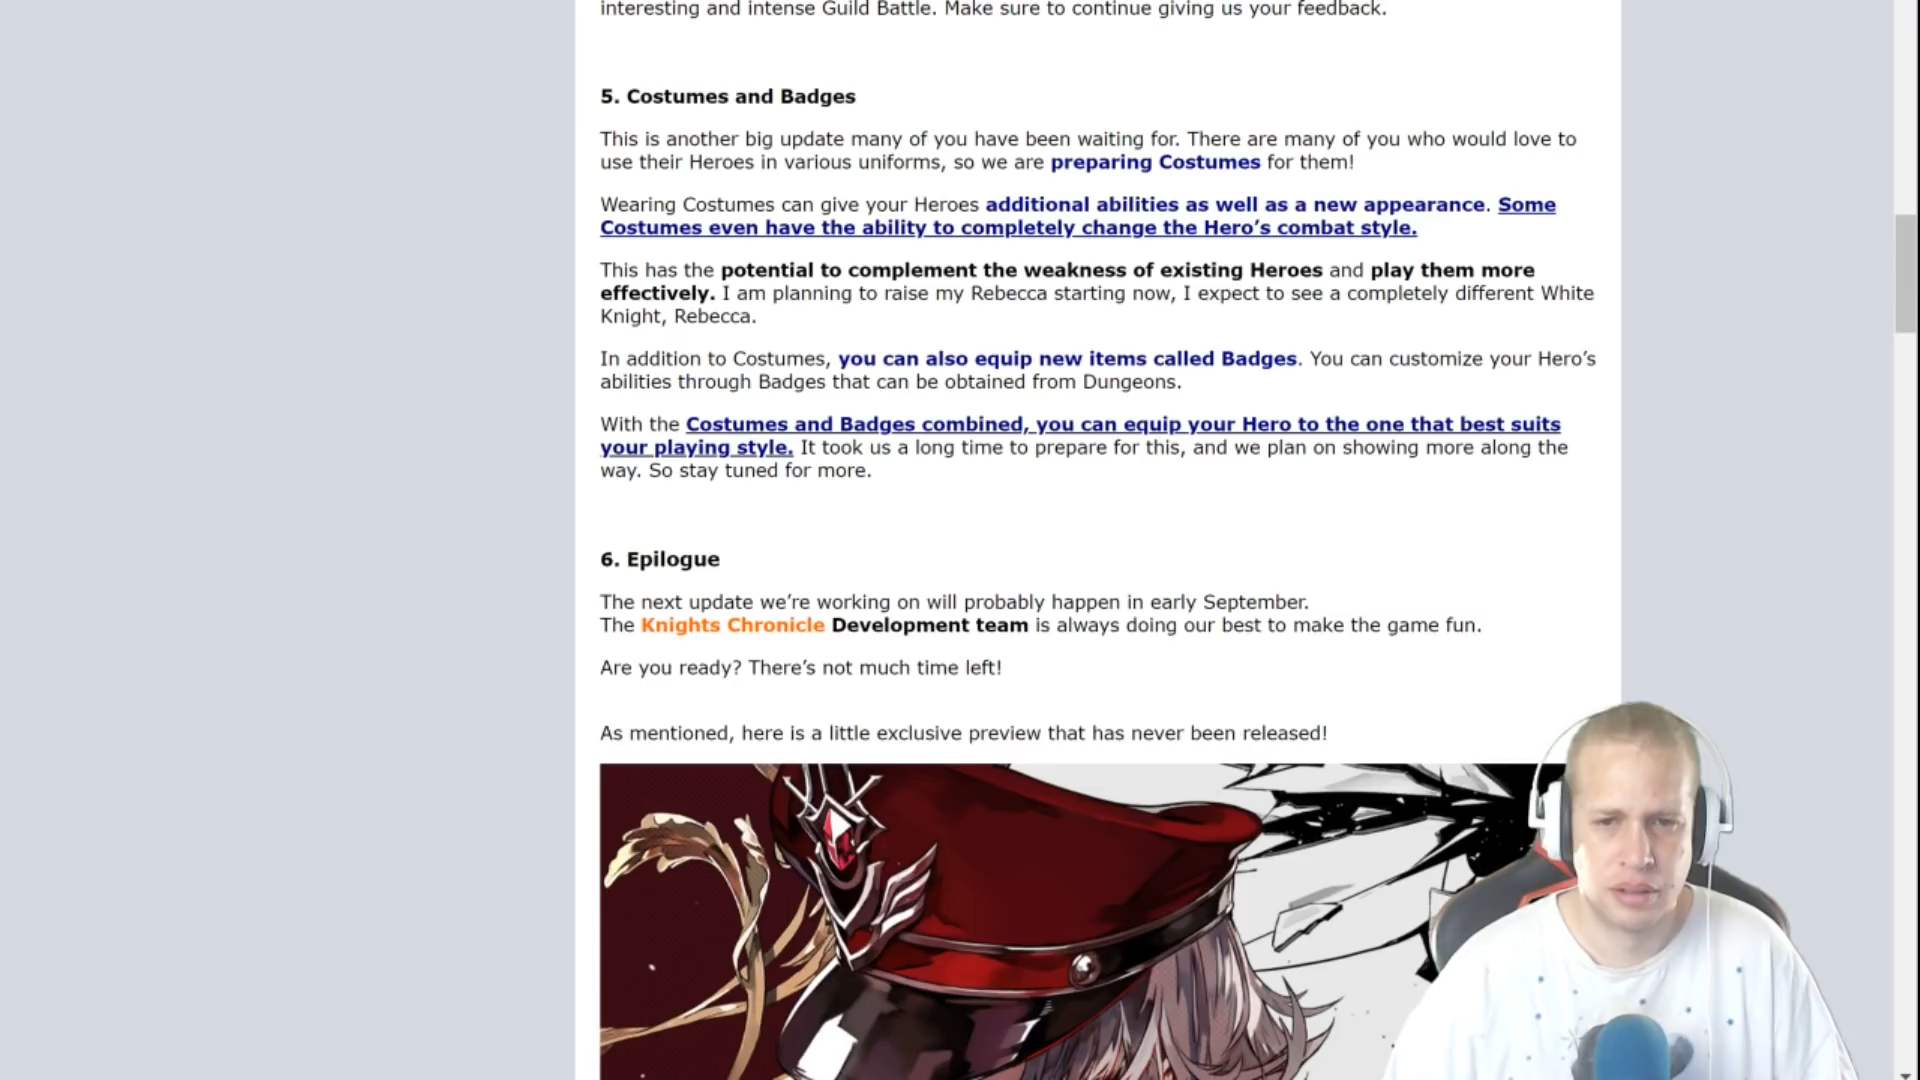 interesting and intense Guild Battle. Make sure to continue giving us your feedback.
5. Costumes and Badges
This is another big update many of you have been waiting for. There are many of you who would love to
use their Heroes in various uniforms, so we are preparing Costumes for them!
Wearing Costumes can give your Heroes additional abilities as well as a new appearance. Some
Costumes even have the ability to completely change the Hero’s combat style.
This has the potential to complement the weakness of existing Heroes and play them more
effectively. I am planning to raise my Rebecca starting now, I expect to see a completely different White
Knight, Rebecca.
In addition to Costumes, you can also equip new items called Badges. You can customize your Hero’s
abilities through Badges that can be obtained from Dungeons.
With the Costumes and Badges combined, you can equip your Hero to the one that best suits
your playing style. It took us a long time to prepare for this, and we plan on showing more along the
way. So stay tuned for more.
6. Epilogue
The next update we’re working on will probably happen in early September.
The Knights Chronicle Development team is always doing our best to make the game fun.
Are you ready? There’s not much time left!
As mentioned, here is a little exclusive preview that has never been released!